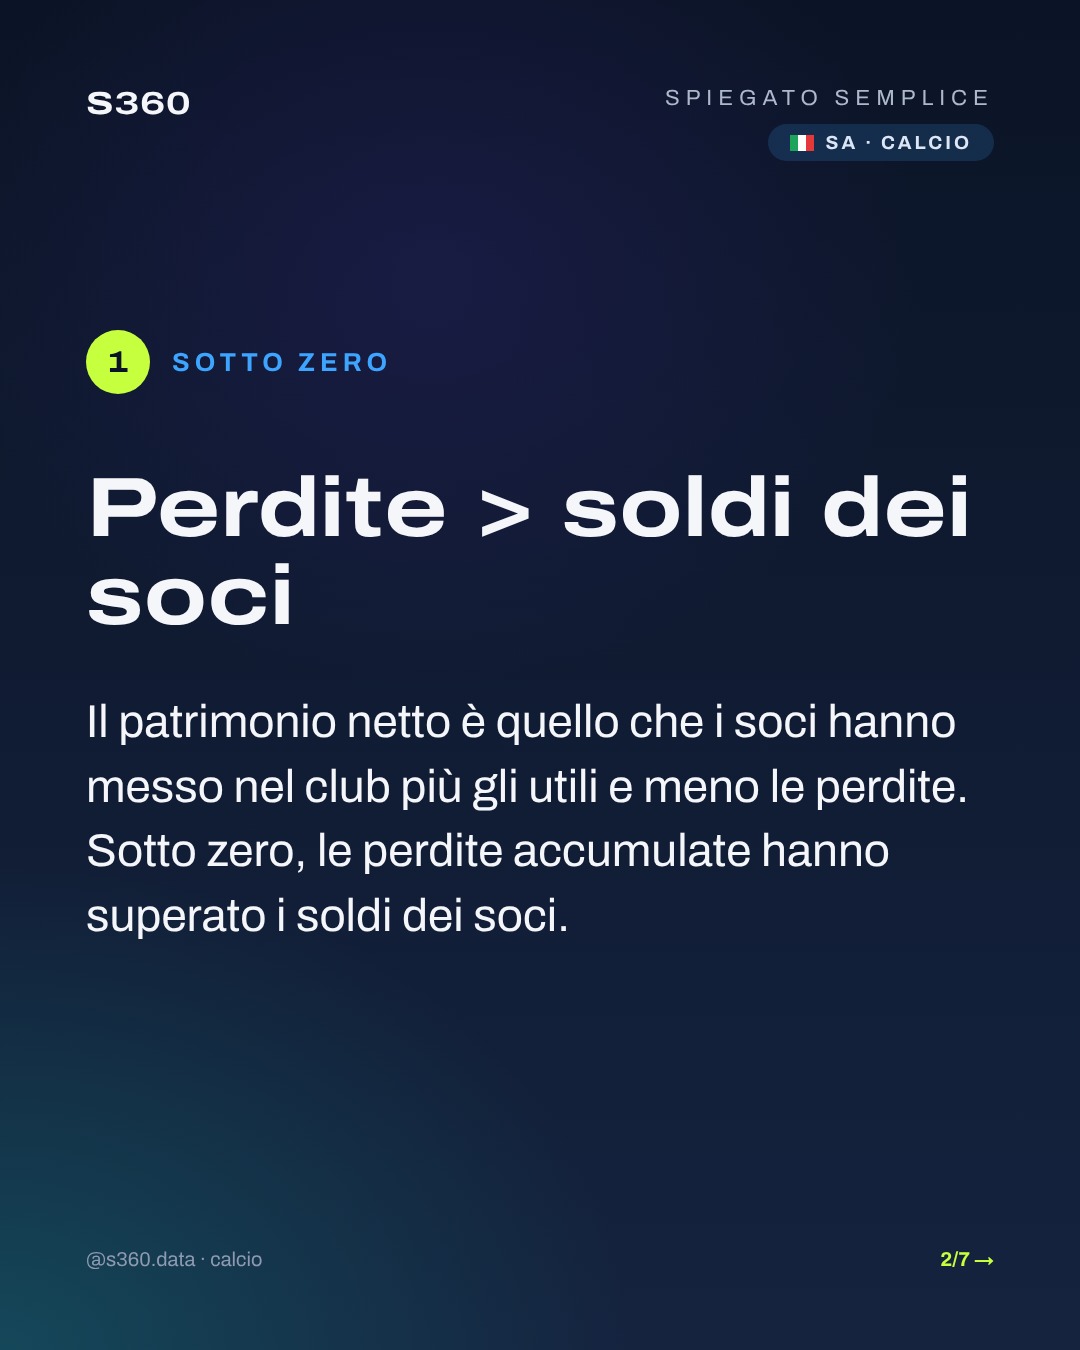 S360
SPIEGATO SEMPLICE
SA · CALCIO
1 SOTTO ZERO
Perdite > soldi dei
soci
Il patrimonio netto è quello che i soci hanno
messo nel club più gli utili e meno le perdite.
Sotto zero, le perdite accumulate hanno
superato i soldi dei soci.
@s360.data · calcio
2/7 →